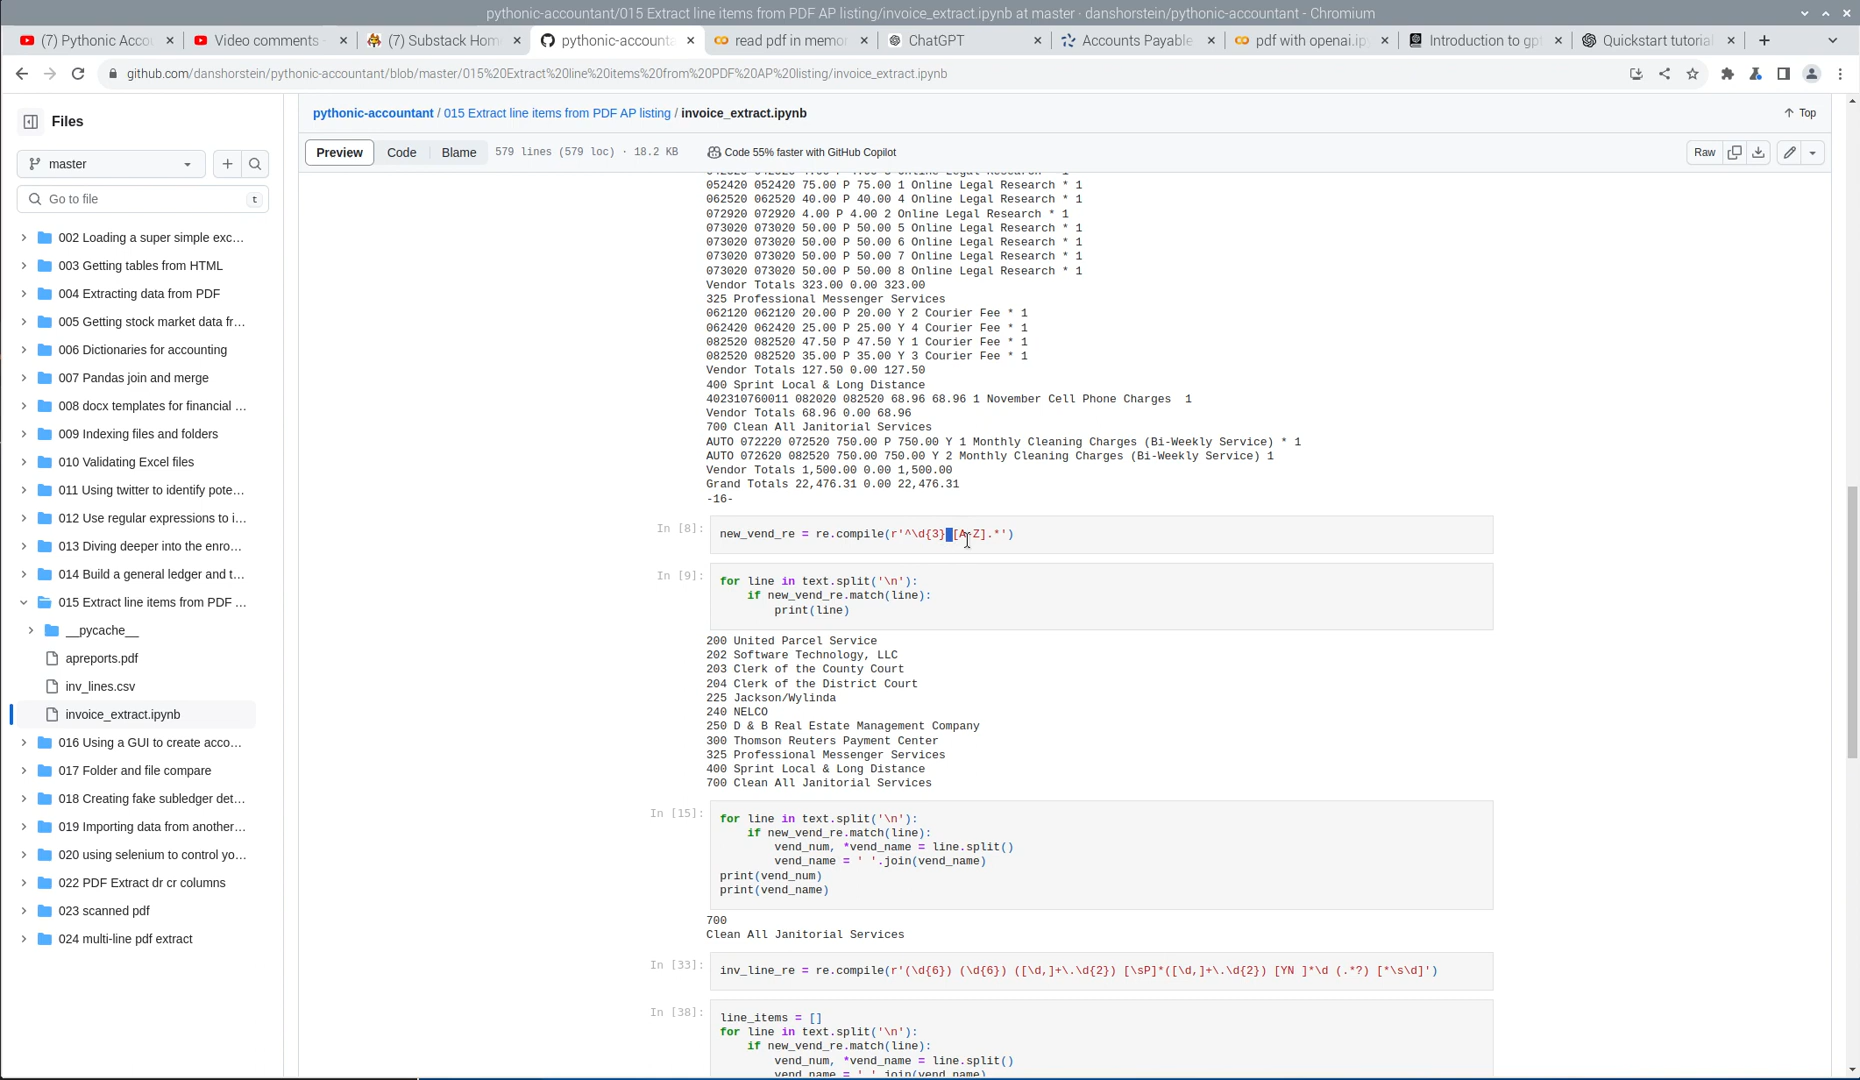 pythonic-accountant/015 Extract line items from PDF AP listing/invoice_extract.ipynb at master · danshorstein/pythonic-accountant - Chromium
(7) Pythonic Acco
Video comments -
(7) Substack Hom
pythonic-accounta
read pdf in memo
ChatGPT
Accounts Payable
pdf with openai.ip
Introduction to gpt
Quickstart tutorial
github.com/danshorstein/pythonic-accountant/blob/master/015%20Extract%20line%20items%20from%20PDF%20AP%20listing/invoice_extract.ipynb
Files
master
Go to file
t
002 Loading a super simple exc...
003 Getting tables from HTML
004 Extracting data from PDF
005 Getting stock market data fr...
006 Dictionaries for accounting
007 Pandas join and merge
008 docx templates for financial ...
009 Indexing files and folders
010 Validating Excel files
011 Using twitter to identify pote...
012 Use regular expressions to i...
013 Diving deeper into the enro...
014 Build a general ledger and t...
015 Extract line items from PDF ...
__pycache__
apreports.pdf
inv_lines.csv
invoice_extract.ipynb
016 Using a GUI to create acco...
017 Folder and file compare
018 Creating fake subledger det...
019 Importing data from another...
020 using selenium to control yo...
022 PDF Extract dr cr columns
023 scanned pdf
024 multi-line pdf extract
pythonic-accountant / 015 Extract line items from PDF AP listing / invoice_extract.ipynb
Top
Preview Code Blame 579 lines (579 loc) · 18.2 KB Code 55% faster with GitHub Copilot
Raw
052420 052420 75.00 P 75.00 1 Online Legal Research * 1
062520 062520 40.00 P 40.00 4 Online Legal Research * 1
072920 072920 4.00 P 4.00 2 Online Legal Research * 1
073020 073020 50.00 P 50.00 5 Online Legal Research * 1
073020 073020 50.00 P 50.00 6 Online Legal Research * 1
073020 073020 50.00 P 50.00 7 Online Legal Research * 1
073020 073020 50.00 P 50.00 8 Online Legal Research * 1
Vendor Totals 323.00 0.00 323.00
325 Professional Messenger Services
062120 062120 20.00 P 20.00 Y 2 Courier Fee * 1
062420 062420 25.00 P 25.00 Y 4 Courier Fee * 1
082520 082520 47.50 P 47.50 Y 1 Courier Fee * 1
082520 082520 35.00 P 35.00 Y 3 Courier Fee * 1
Vendor Totals 127.50 0.00 127.50
400 Sprint Local & Long Distance
402310760011 082020 082520 68.96 68.96 1 November Cell Phone Charges  1
Vendor Totals 68.96 0.00 68.96
700 Clean All Janitorial Services
AUTO 072220 072520 750.00 P 750.00 Y 1 Monthly Cleaning Charges (Bi-Weekly Service) * 1
AUTO 072620 082520 750.00 750.00 Y 2 Monthly Cleaning Charges (Bi-Weekly Service) 1
Vendor Totals 1,500.00 0.00 1,500.00
Grand Totals 22,476.31 0.00 22,476.31
-16-
In [8]: new_vend_re = re.compile(r'^\d{3} [A-Z].*')
In [9]: for line in text.split('\n'):
if new_vend_re.match(line):
print(line)
200 United Parcel Service
202 Software Technology, LLC
203 Clerk of the County Court
204 Clerk of the District Court
225 Jackson/Wylinda
240 NELCO
250 D & B Real Estate Management Company
300 Thomson Reuters Payment Center
325 Professional Messenger Services
400 Sprint Local & Long Distance
700 Clean All Janitorial Services
In [15]: for line in text.split('\n'):
if new_vend_re.match(line):
vend_num, *vend_name = line.split()
vend_name = ' '.join(vend_name)
print(vend_num)
print(vend_name)
700
Clean All Janitorial Services
In [33]: inv_line_re = re.compile(r'(\d{6}) (\d{6}) ([\d,]+\.\d{2}) [\sP]*([\d,]+\.\d{2}) [YN ]*\d (.*?) [*\s\d]')
In [38]: line_items = []
for line in text.split('\n'):
if new_vend_re.match(line):
vend_num, *vend_name = line.split()
vend_name = ' '.join(vend_name)